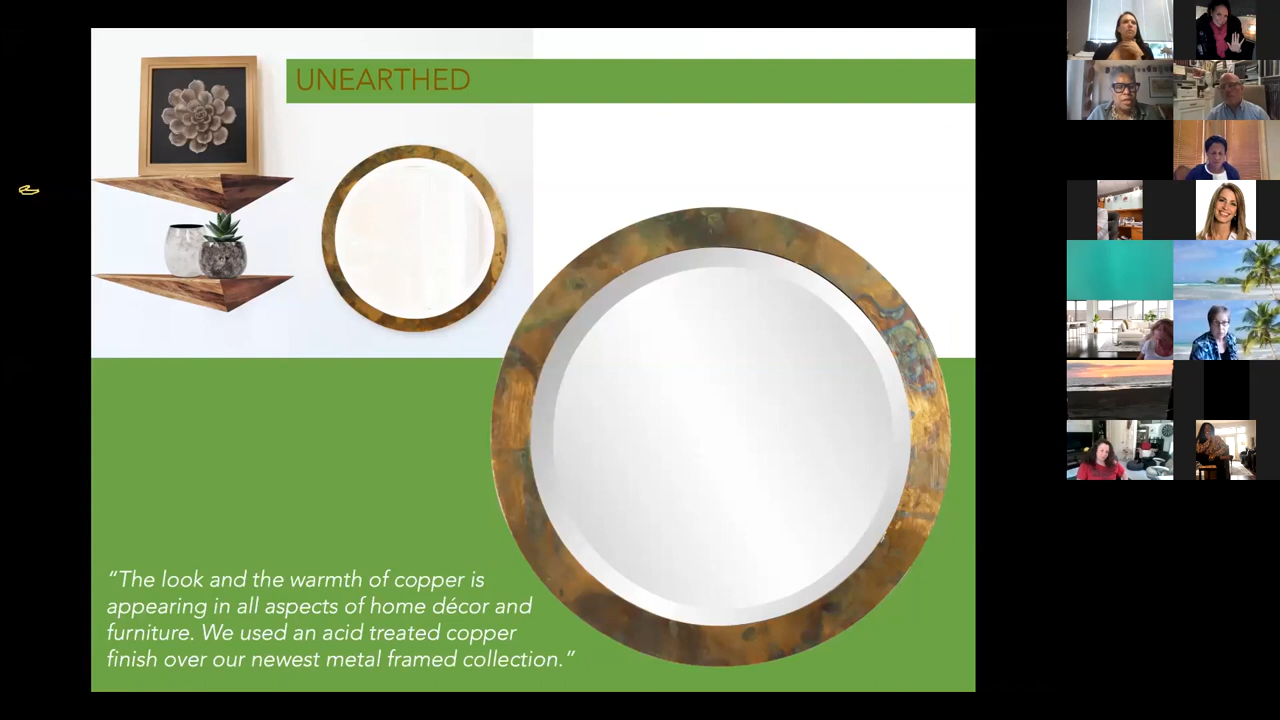 UNEARTHED
“The look and the warmth of copper is
appearing in all aspects of home décor and
furniture. We used an acid treated copper
finish over our newest metal framed collection.”